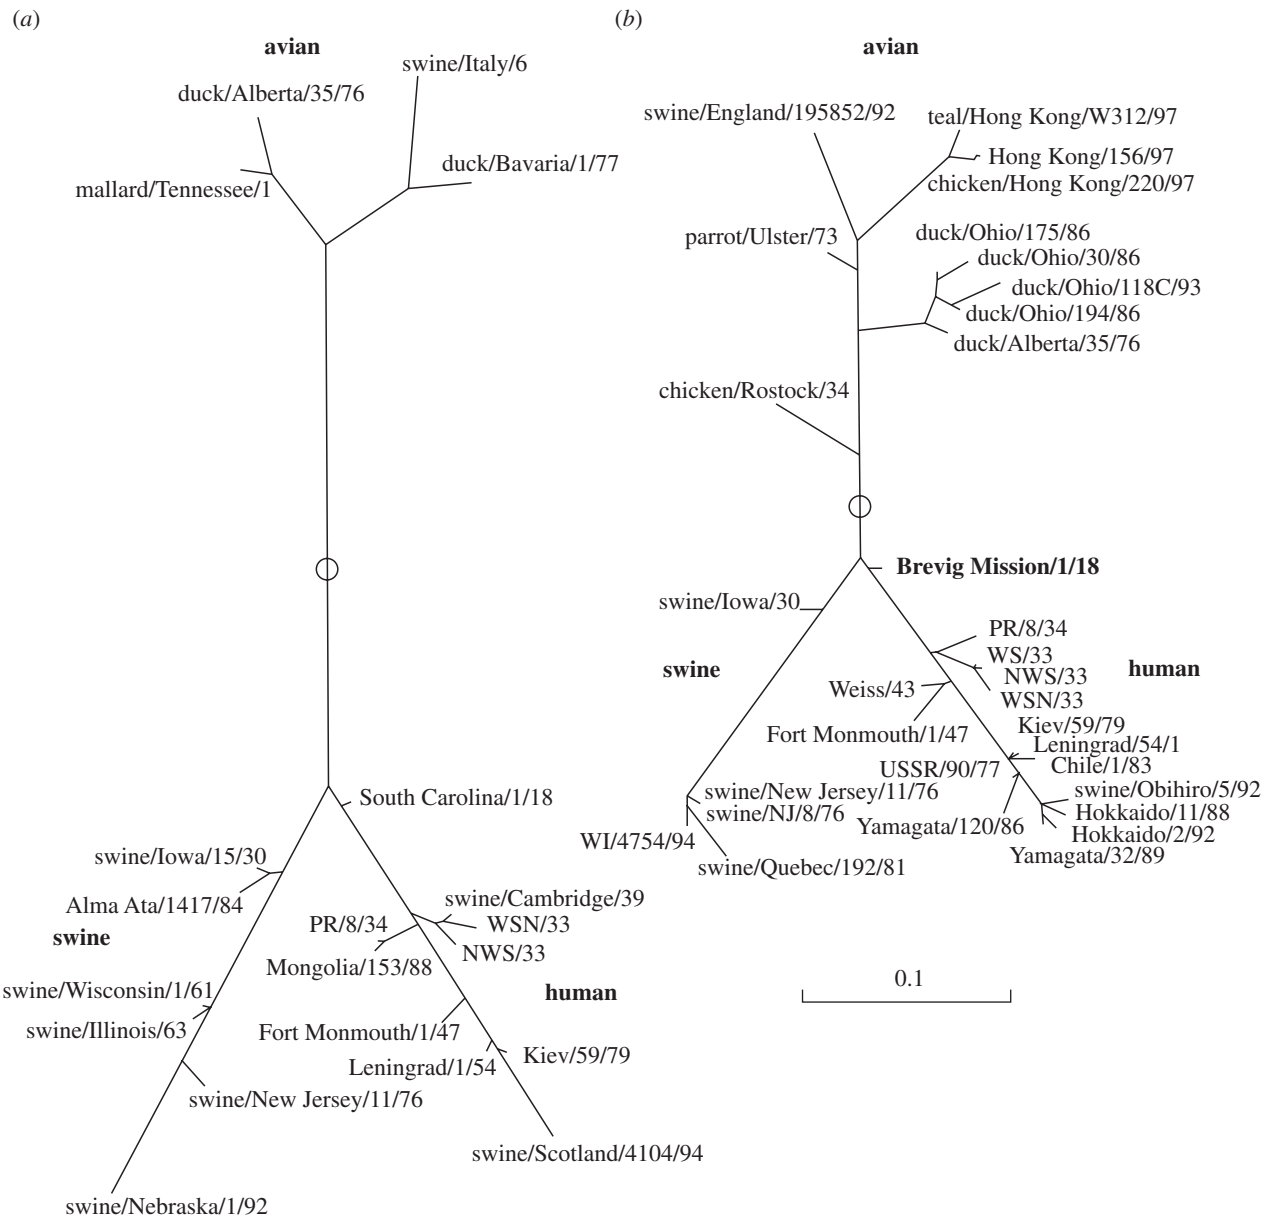 (a)
avian
swine/Italy/6
duck/Alberta/35/76
duck/Bavaria/1/77
mallard/Tennessee/1
South Carolina/1/18
swine/Iowa/15/30
Alma Ata/1417/84
swine
swine/Cambridge/39
PR/8/34
WSN/33
NWS/33
Mongolia/153/88
human
swine/Wisconsin/1/61
swine/Illinois/63
Fort Monmouth/1/47
Kiev/59/79
Leningrad/1/54
swine/New Jersey/11/76
swine/Scotland/4104/94
swine/Nebraska/1/92
(b)
avian
swine/England/195852/92
teal/Hong Kong/W312/97
Hong Kong/156/97
chicken/Hong Kong/220/97
parrot/Ulster/73
duck/Ohio/175/86
duck/Ohio/30/86
duck/Ohio/118C/93
duck/Ohio/194/86
duck/Alberta/35/76
chicken/Rostock/34
Brevig Mission/1/18
swine/Iowa/30
PR/8/34
WS/33
swine
human
NWS/33
Weiss/43
WSN/33
Kiev/59/79
Fort Monmouth/1/47
Leningrad/54/1
USSR/90/77
Chile/1/83
swine/New Jersey/11/76
swine/Obihiro/5/92
swine/NJ/8/76
Hokkaido/11/88
Yamagata/120/86
Hokkaido/2/92
WI/4754/94
Yamagata/32/89
swine/Quebec/192/81
0.1